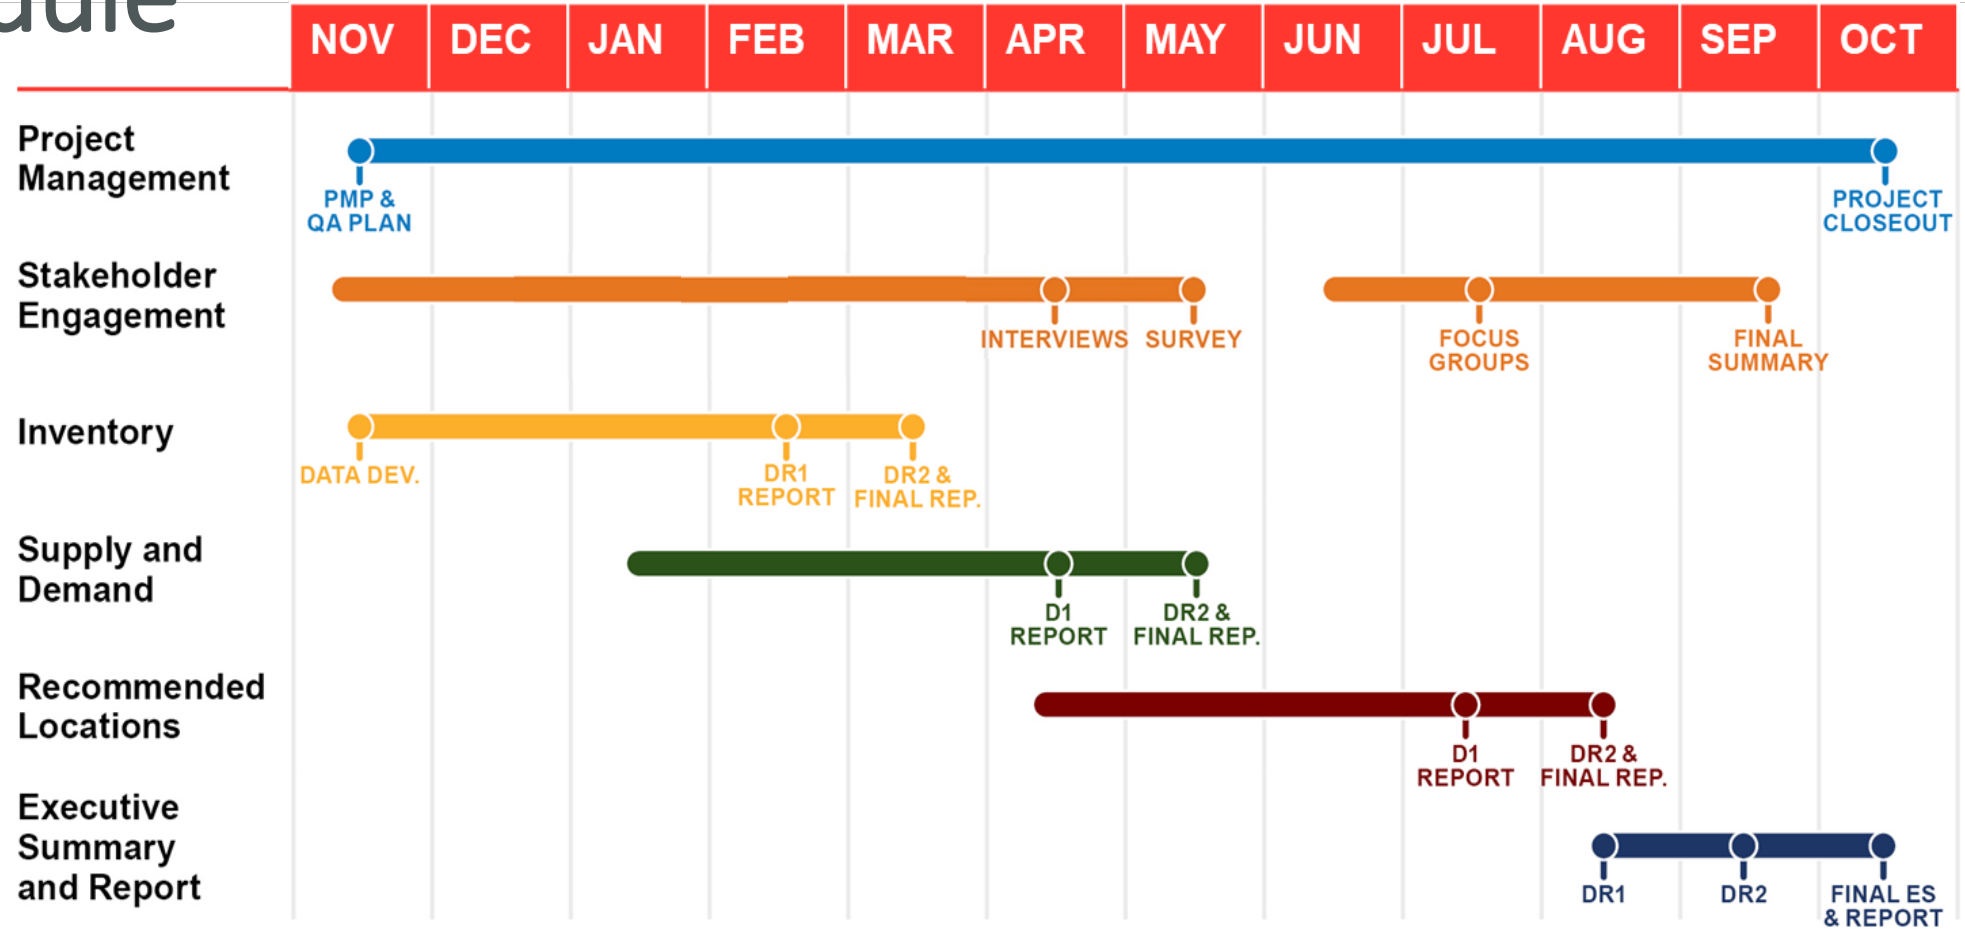 NOV DEC JAN FEB MAR APR MAY JUN JUL AUG SEP OCT
Project
Management
PMP &
QA PLAN
PROJECT
CLOSEOUT
Stakeholder
Engagement
INTERVIEWS
SURVEY
FOCUS
GROUPS
FINAL
SUMMARY
Inventory
DATA DEV.
DR1
REPORT
DR2 &
FINAL REP.
Supply and
Demand
D1
REPORT
DR2 &
FINAL REP.
Recommended
Locations
D1
REPORT
DR2 &
FINAL REP.
Executive
Summary
and Report
DR1
DR2
FINAL ES
& REPORT